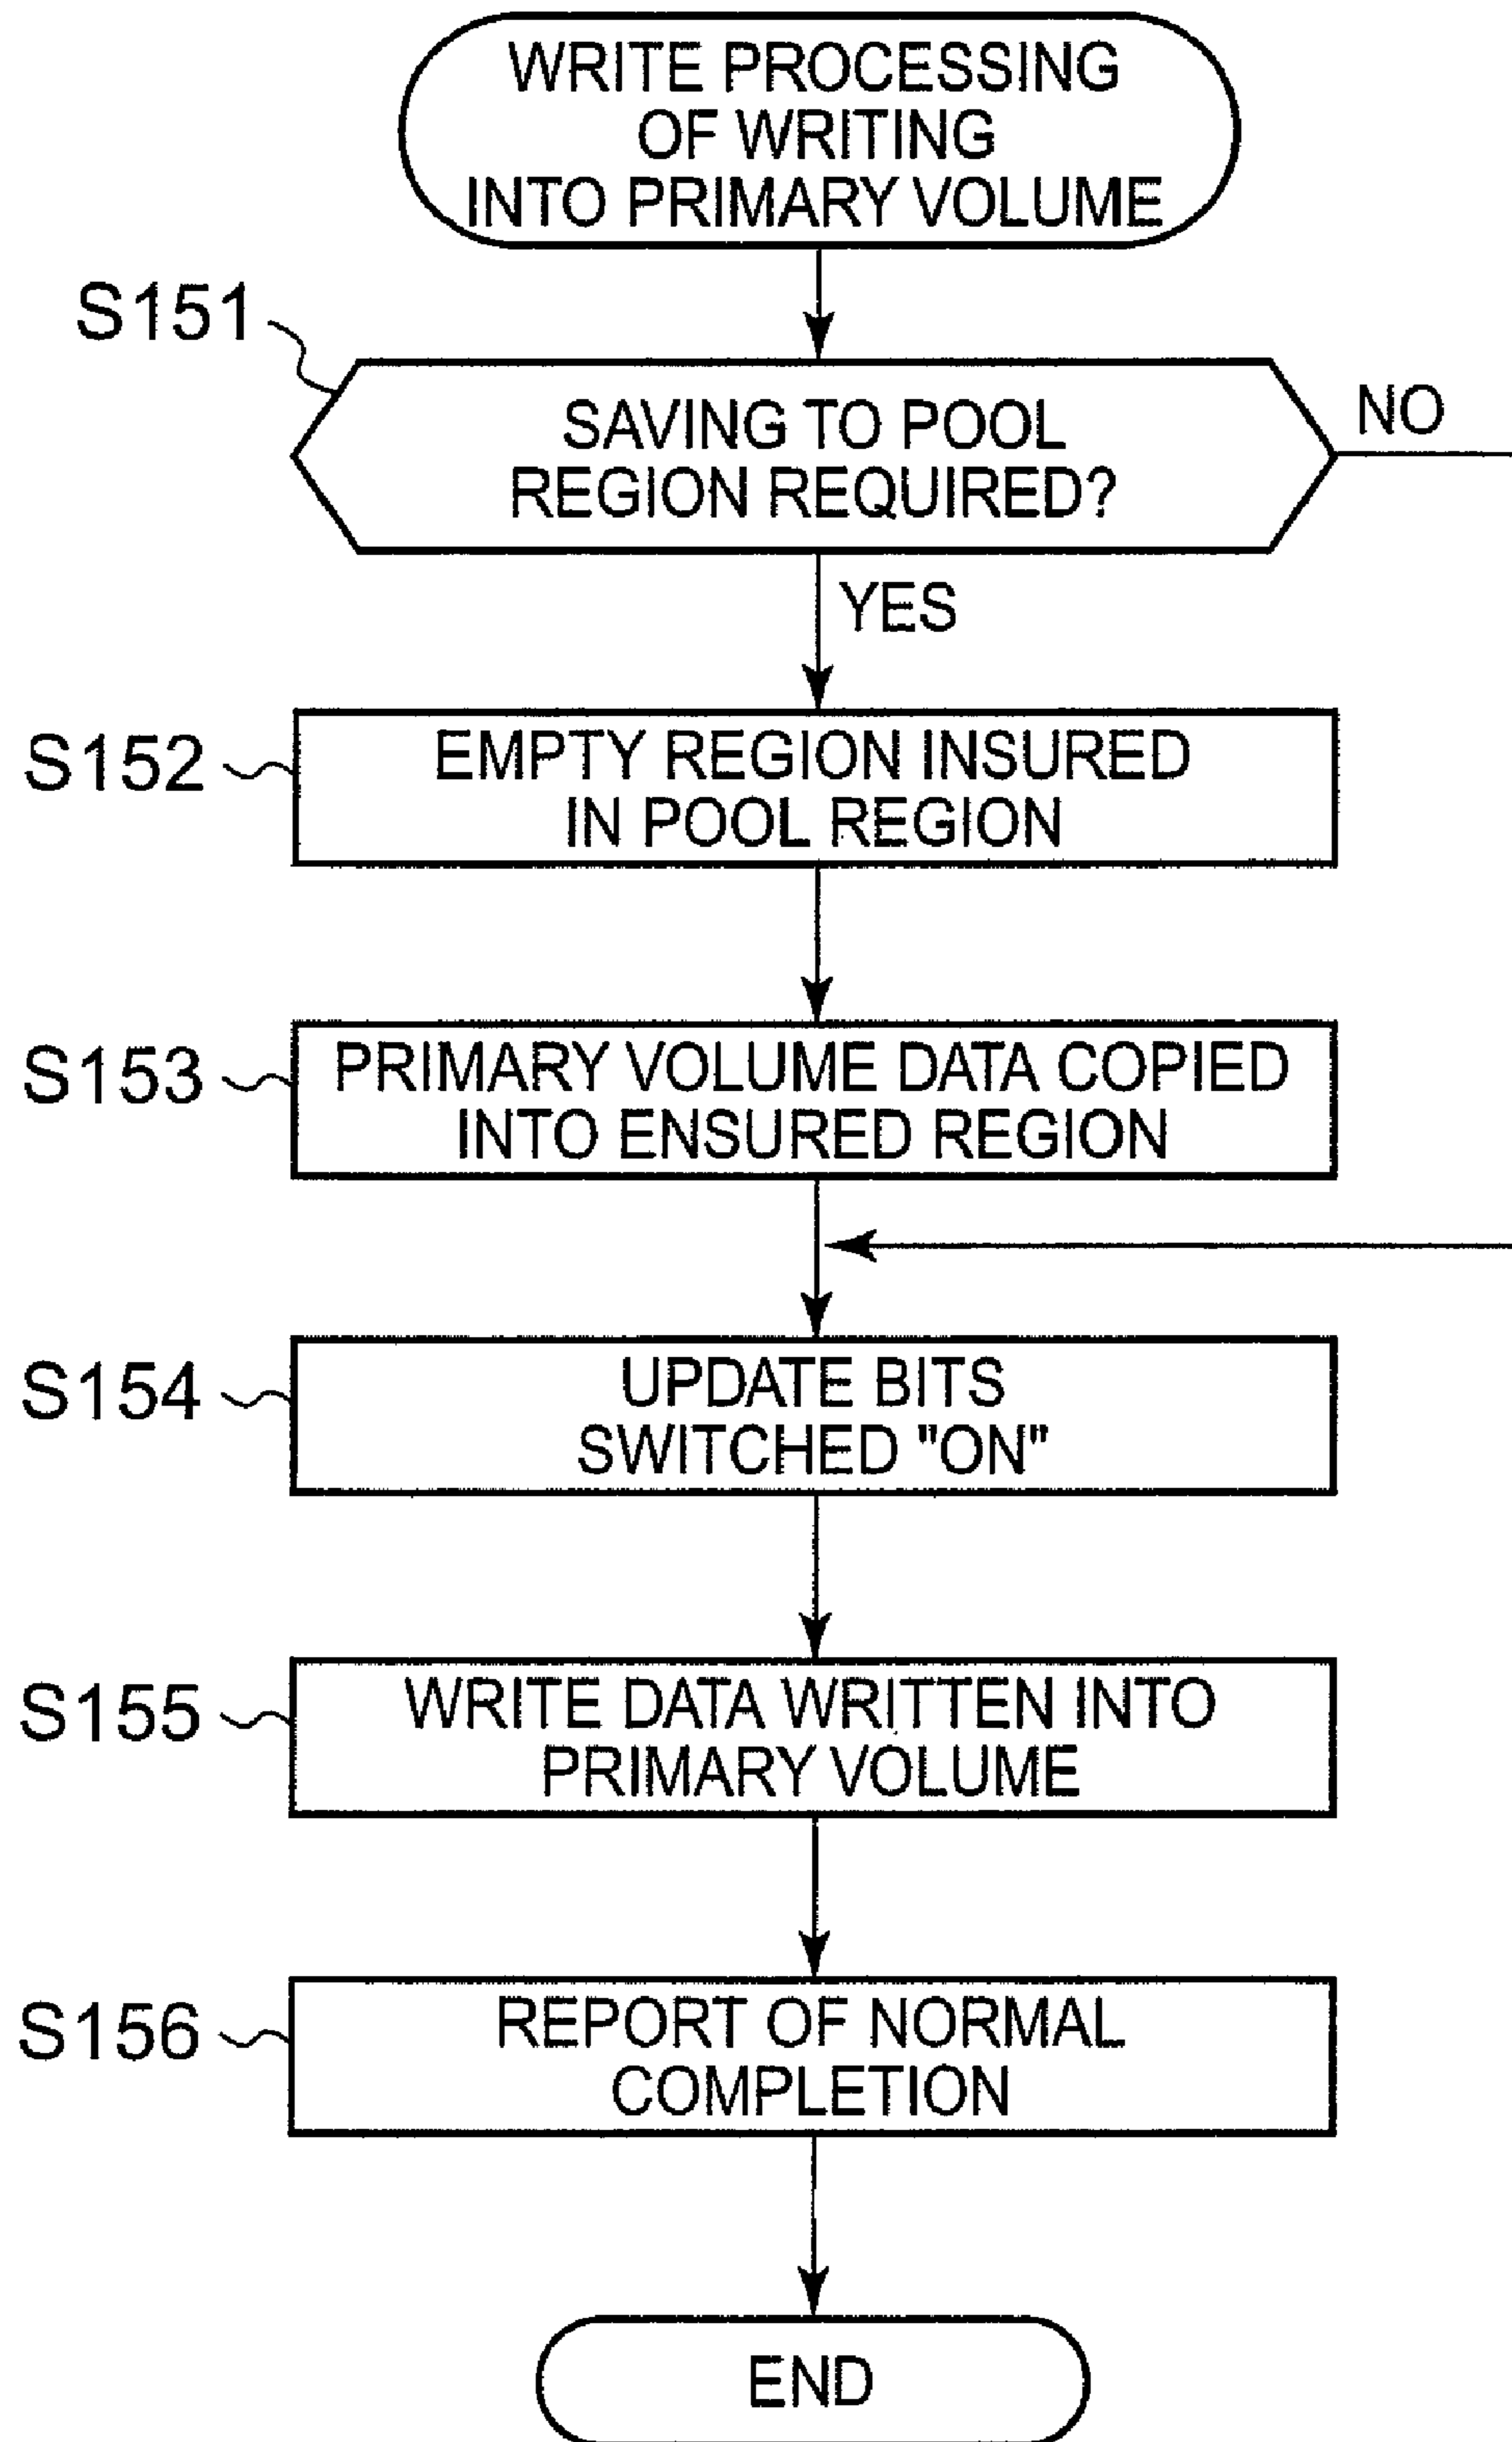 WRITE PROCESSING
OF WRITING
INTO PRIMARY VOLUME
S151
SAVING TO POOL
REGION REQUIRED?
NO
YES
S152
EMPTY REGION INSURED
IN POOL REGION
S153
PRIMARY VOLUME DATA COPIED
INTO ENSURED REGION
S154
UPDATE BITS
SWITCHED "ON"
S155
WRITE DATA WRITTEN INTO
PRIMARY VOLUME
S156
REPORT OF NORMAL
COMPLETION
END